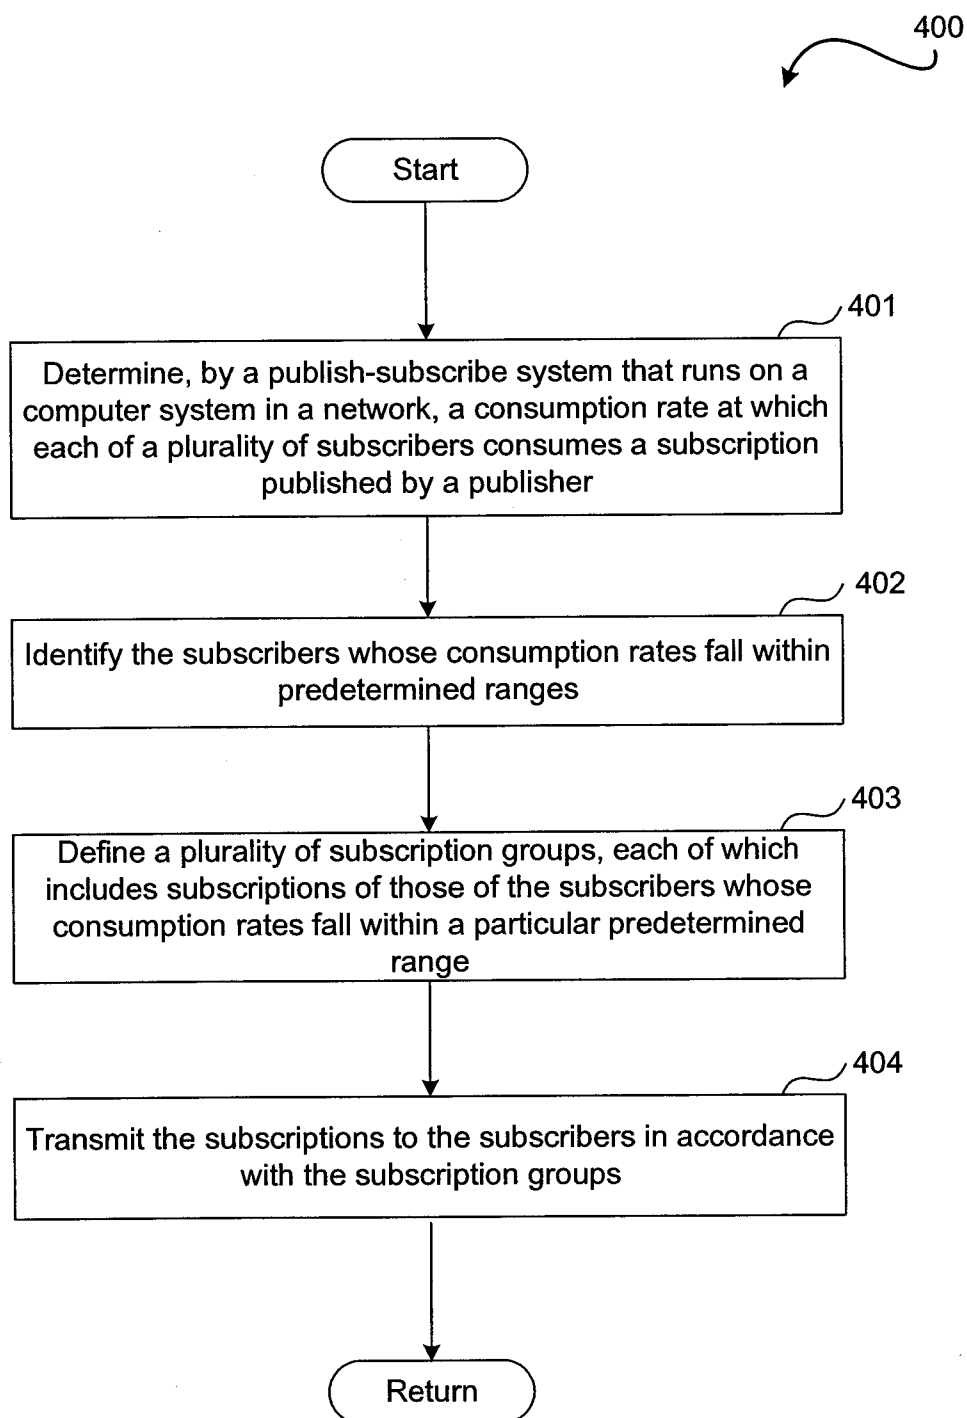 400
Start
401
Determine, by a publish-subscribe system that runs on a
computer system in a network, a consumption rate at which
each of a plurality of subscribers consumes a subscription
published by a publisher
402
Identify the subscribers whose consumption rates fall within
predetermined ranges
403
Define a plurality of subscription groups, each of which
includes subscriptions of those of the subscribers whose
consumption rates fall within a particular predetermined
range
404
Transmit the subscriptions to the subscribers in accordance
with the subscription groups
Return